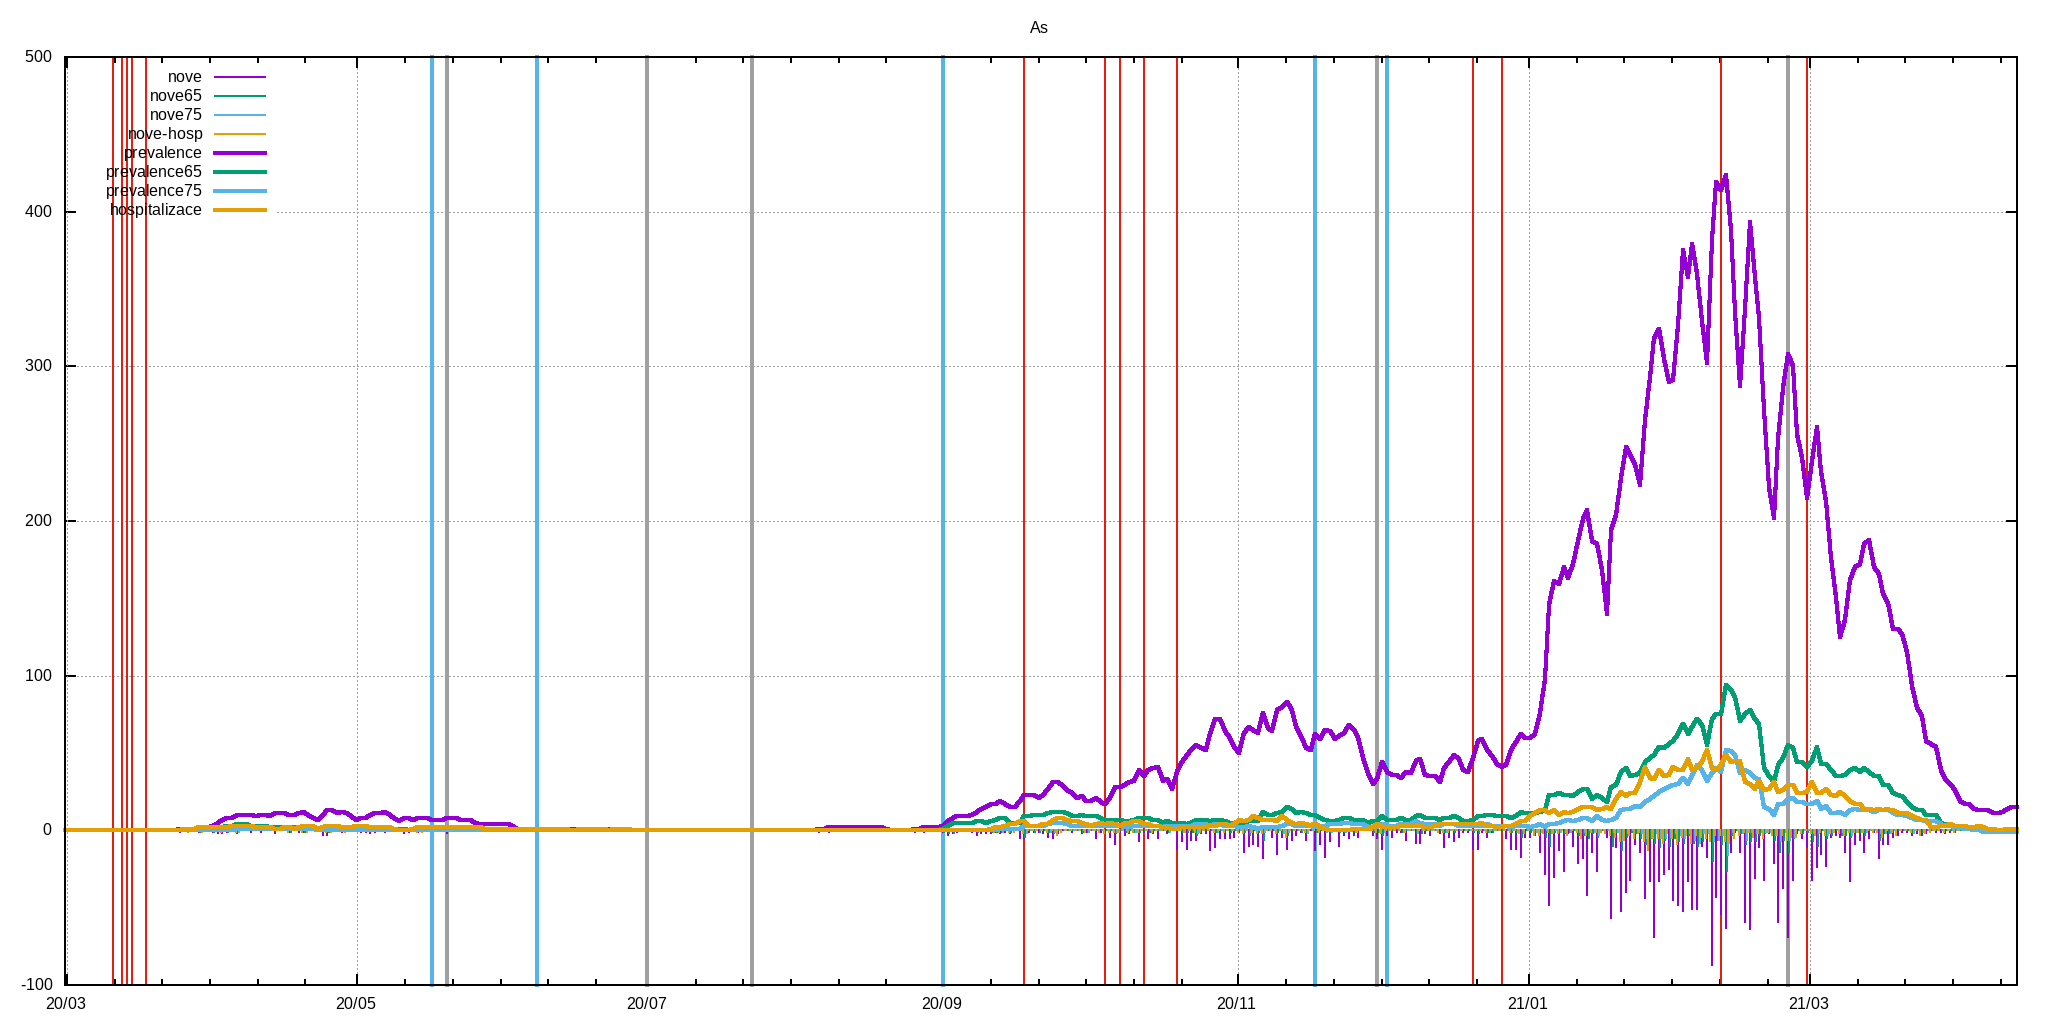 As
500
nove
nove65
nove75
nove-hosp
prevalence
prevalence65
prevalence75
hospitalizace
400
300
200
100
0
-100
20/03 20/05 20/07 20/09 20/11 21/01 21/03